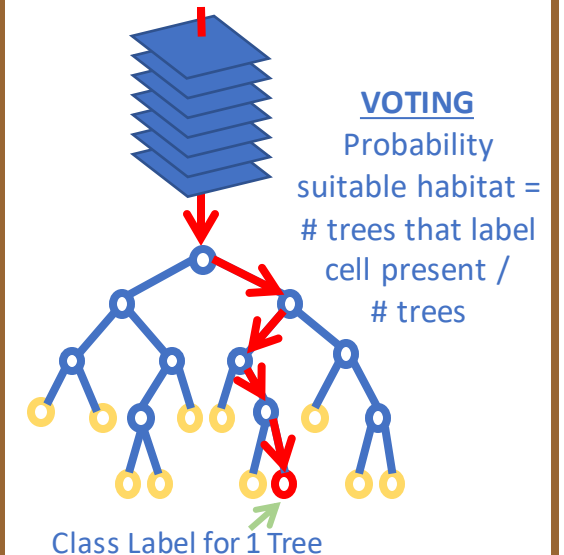 VOTING
Probability
suitable habitat =
# trees that label
cell present /
# trees
Class Label for 1 Tree